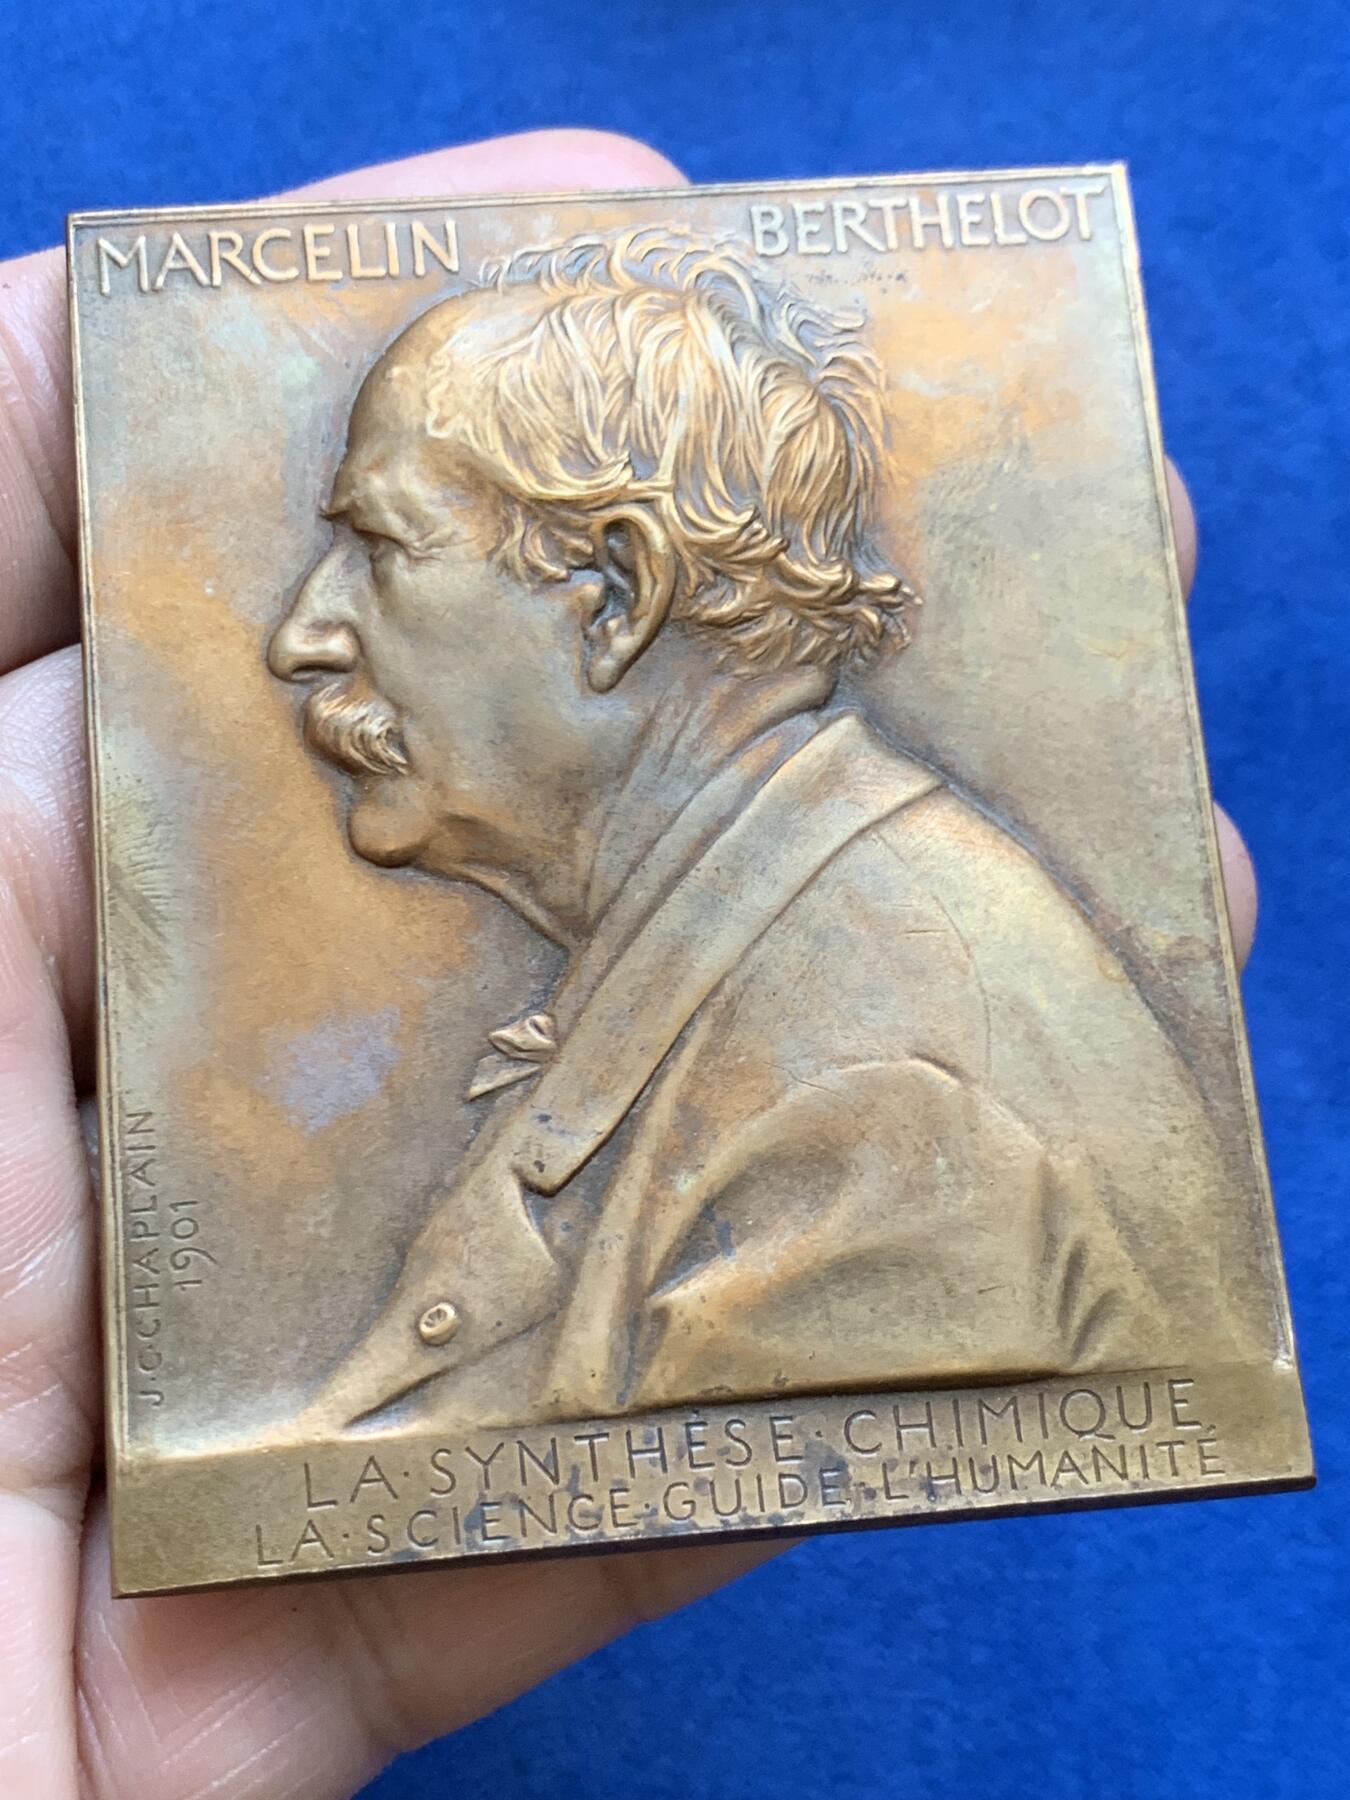 MARCELIN BERTHELOT
J.C.CHAPLAIN
1901
LA·SYNTHÈSE·CHIMIQUE
LA·SCIENCE·GUIDE·L'HUMANITÉ